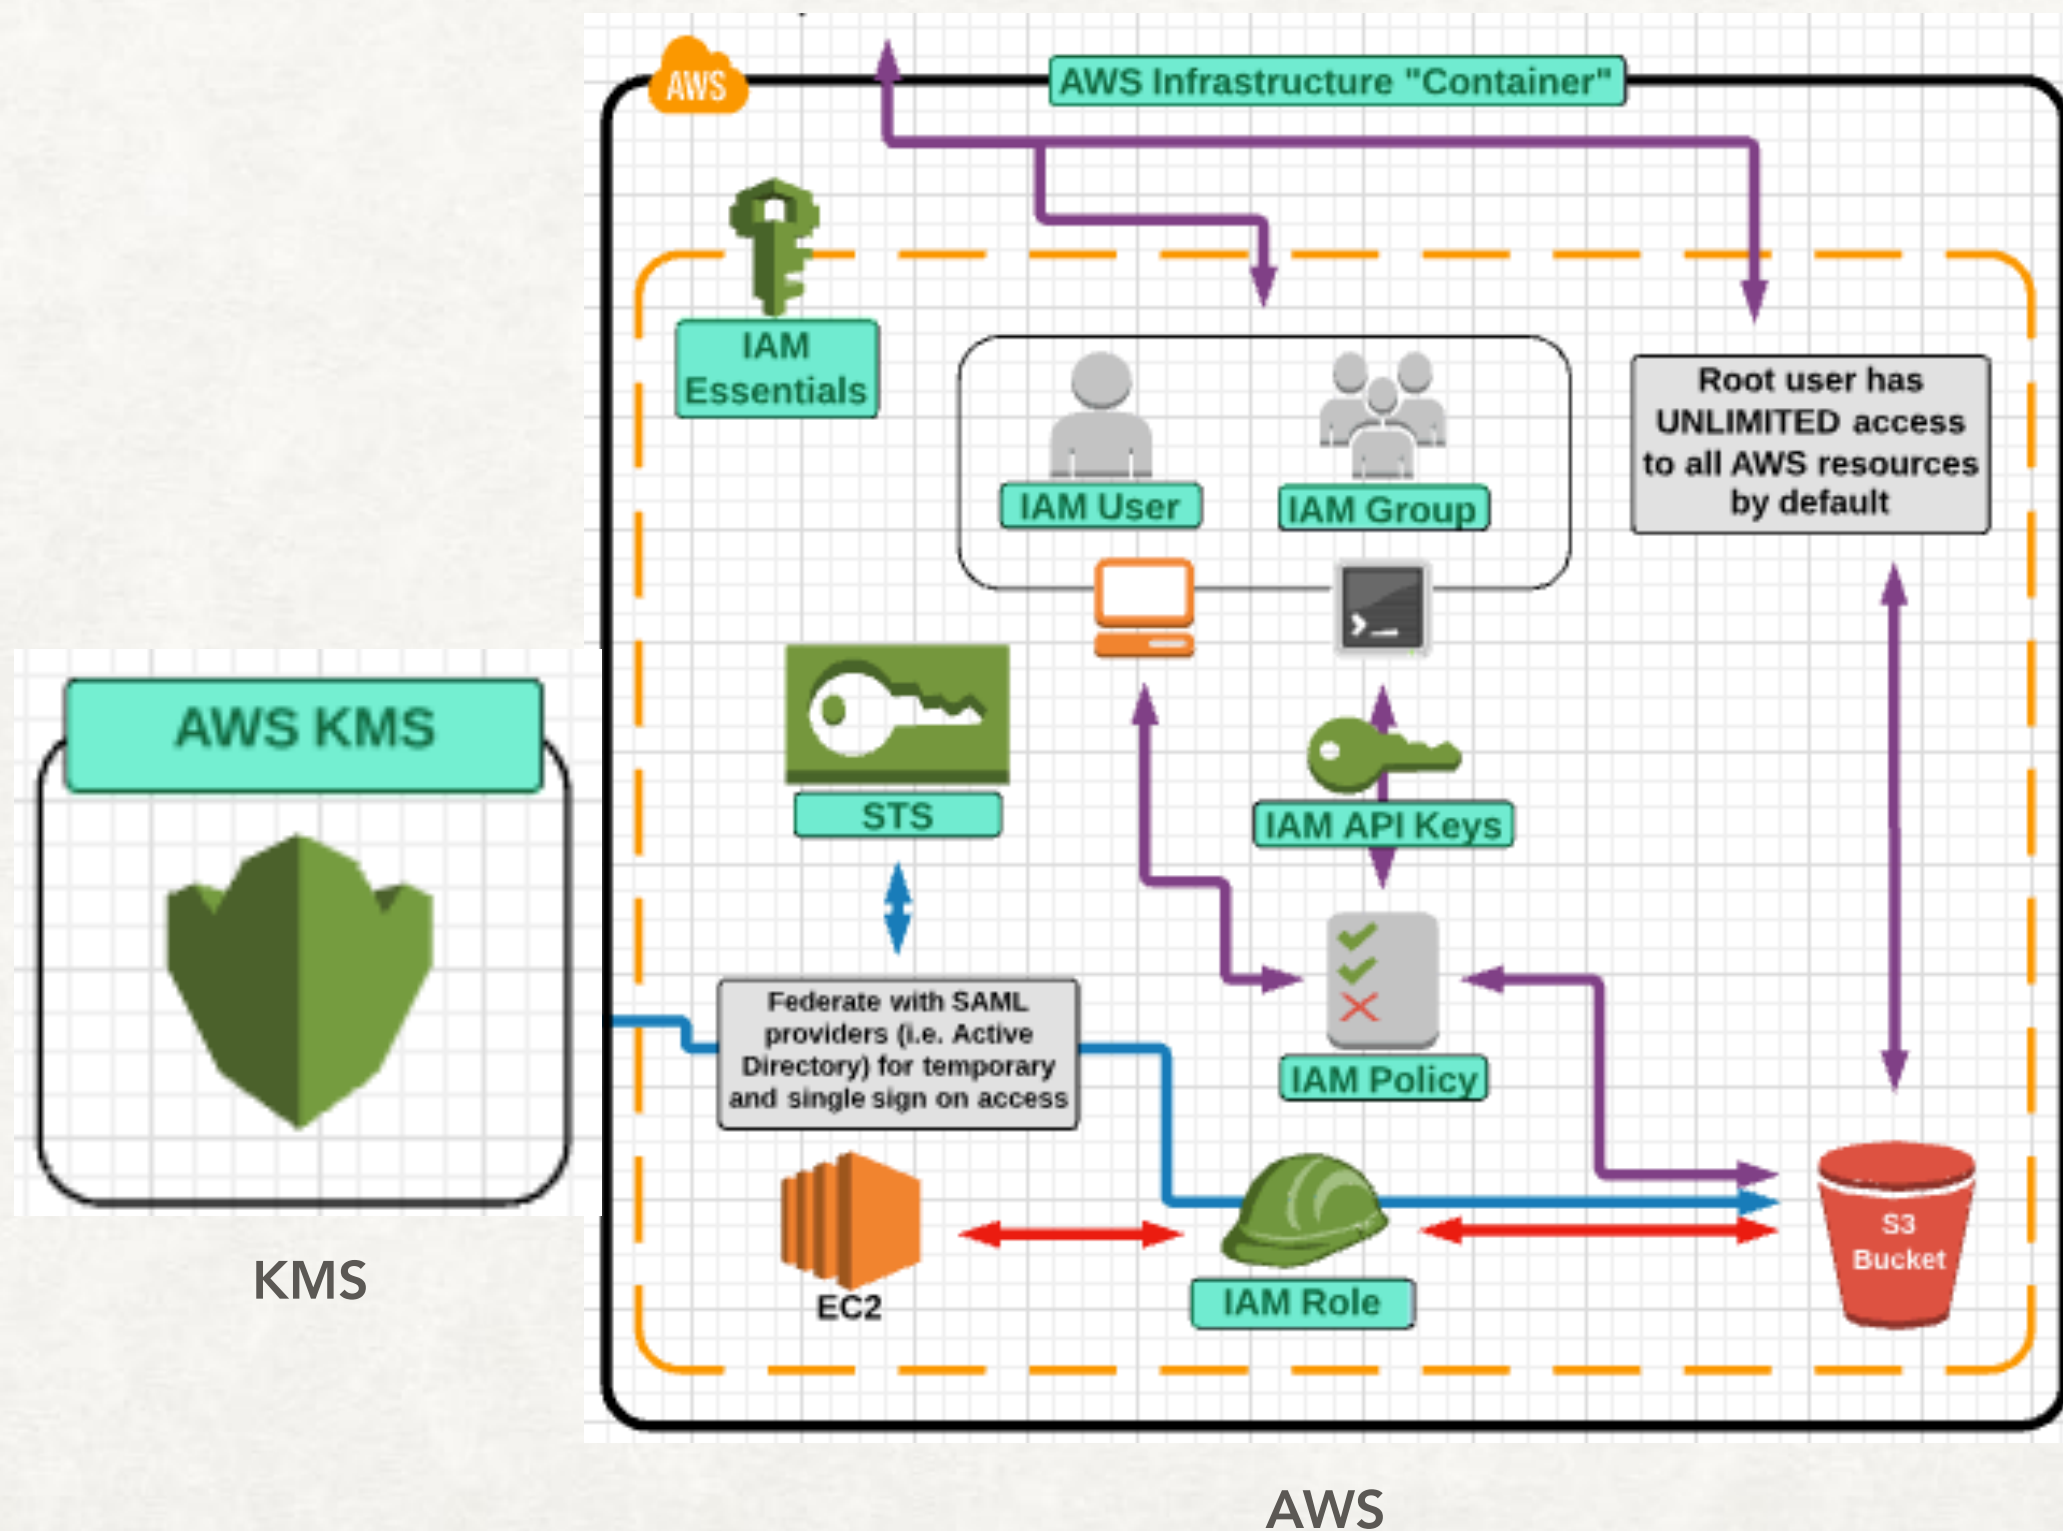 AWS
AWS Infrastructure "Container"
IAM
Essentials
IAM User
IAM Group
Root user has
UNLIMITED access
to all AWS resources
by default
AWS KMS
STS
IAM API Keys
Federate with SAML
providers (i.e. Active
Directory) for temporary
and single sign on access
IAM Policy
EC2
IAM Role
S3
Bucket
KMS
AWS